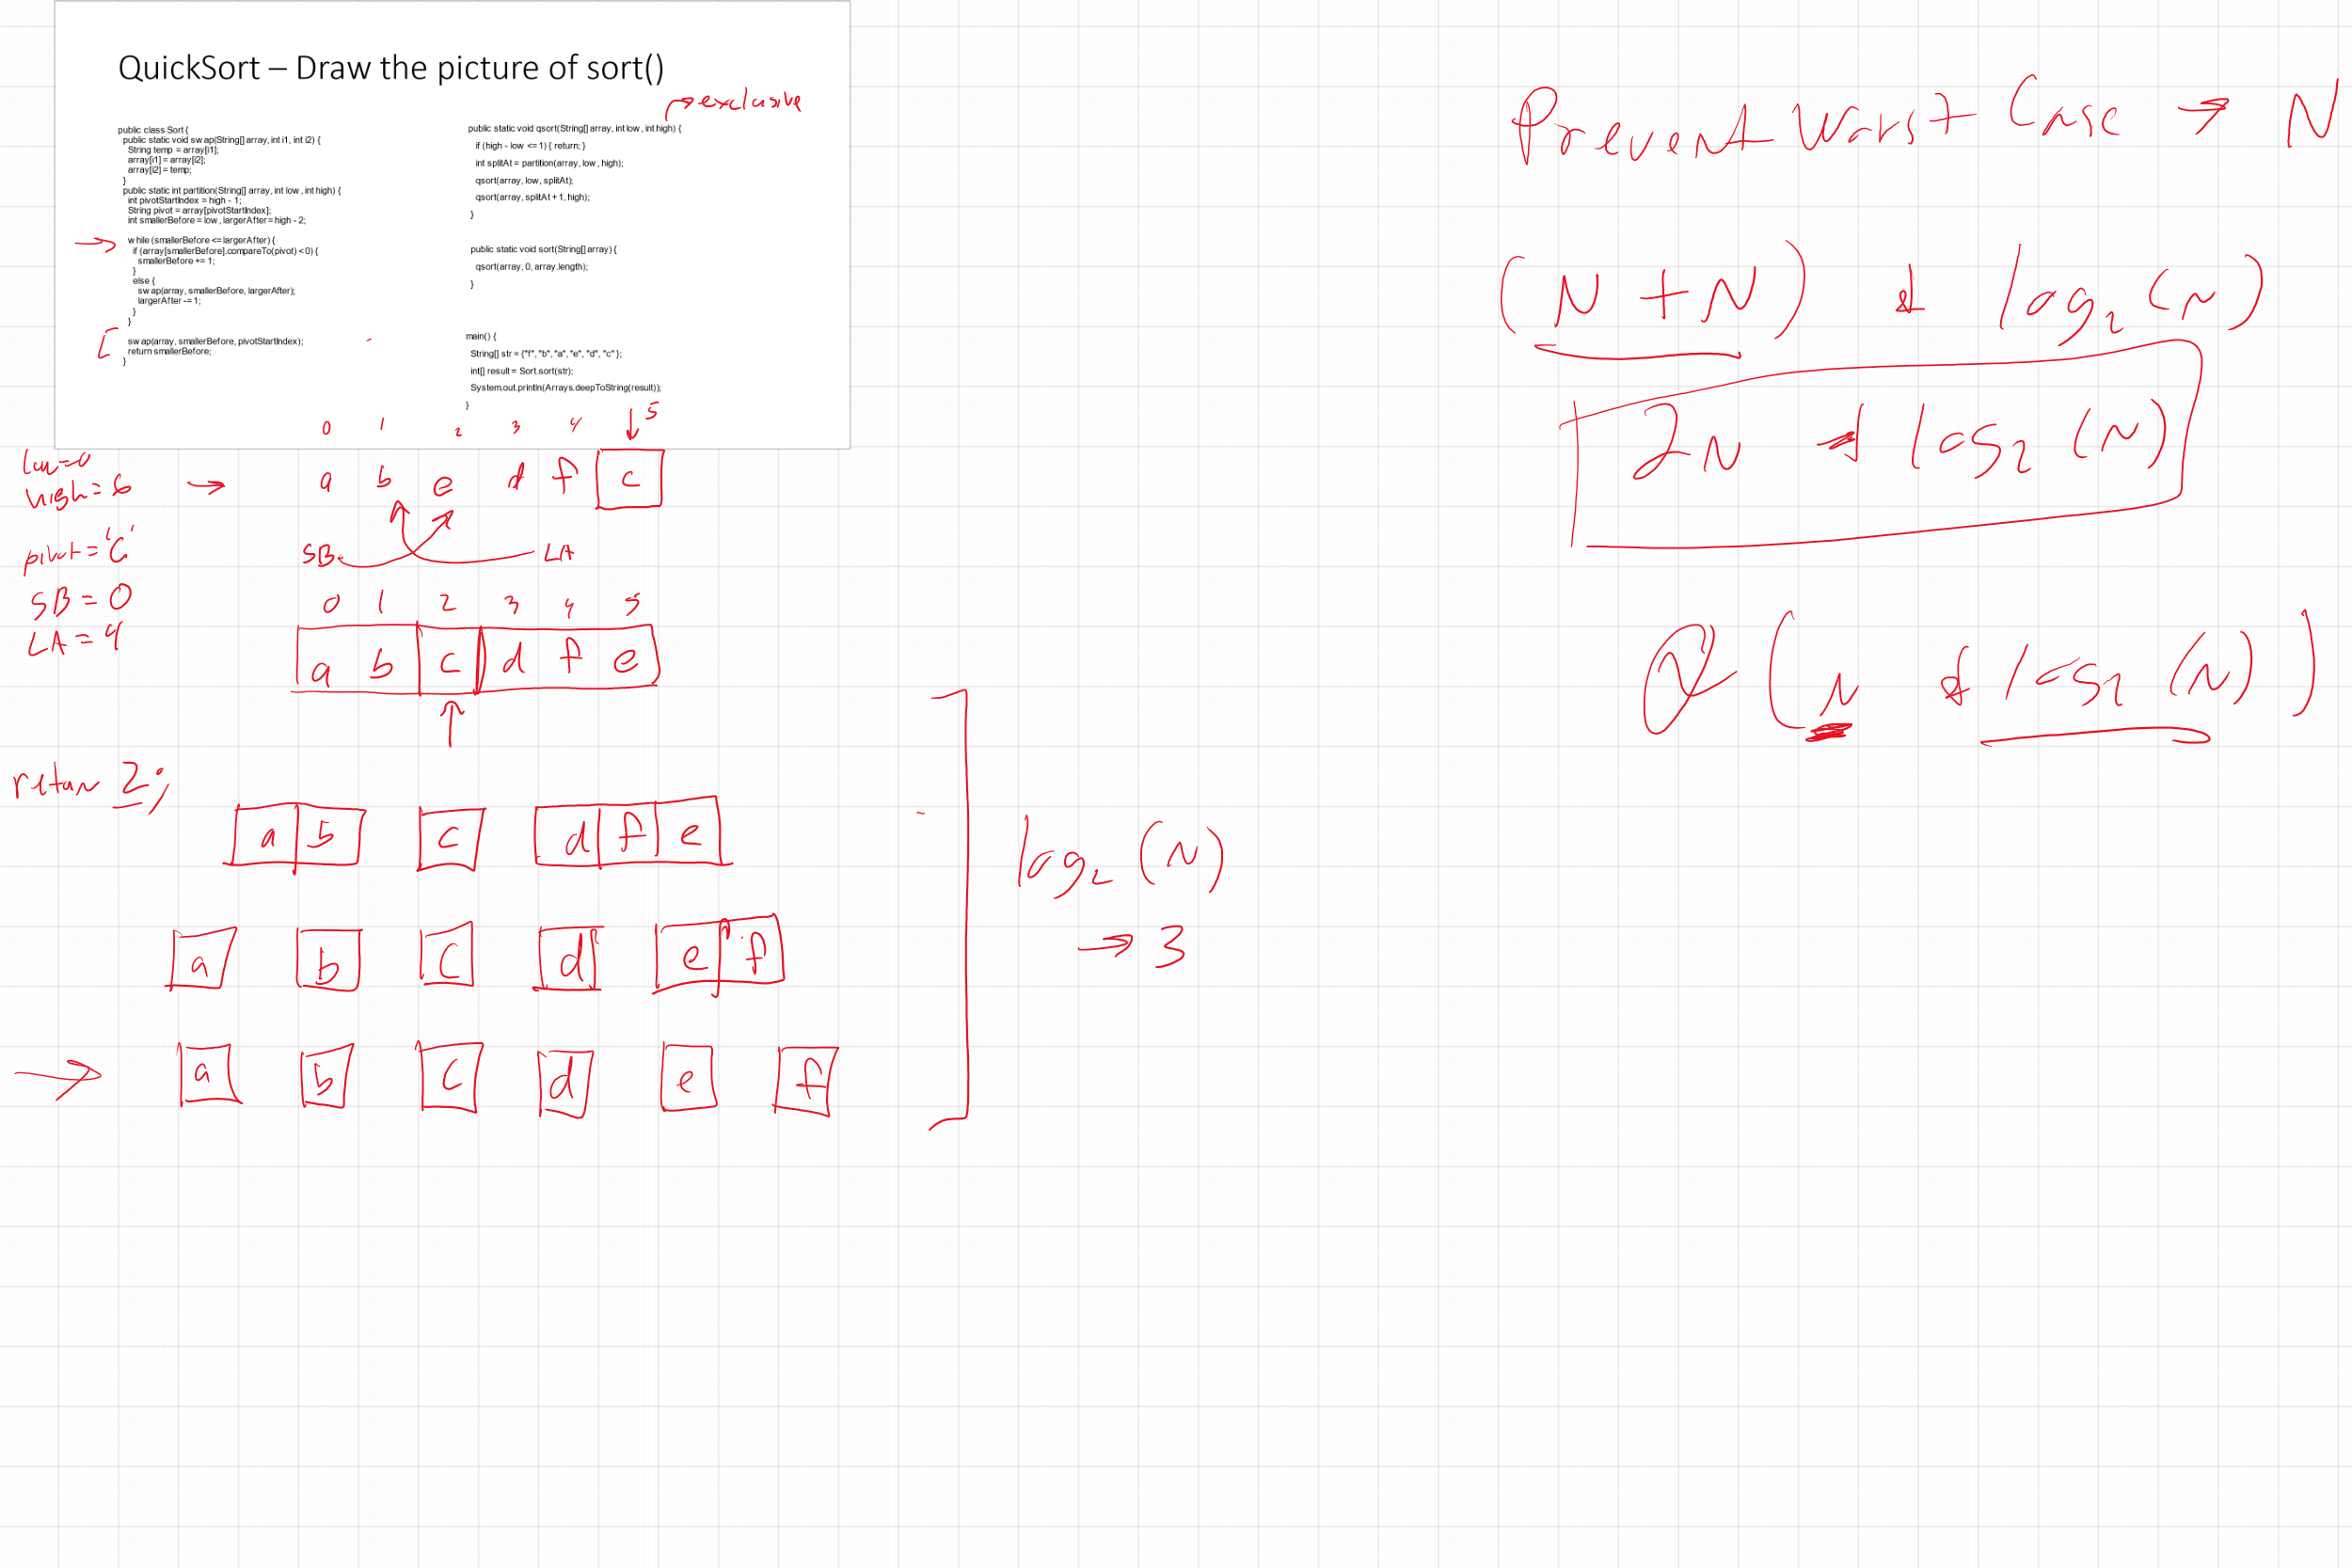 QuickSort – Draw the picture of sort()
exclusive
public class Sort {
public static void swap(String[] array, int i1, int i2) {
String temp = array[i1];
array[i1] = array[i2];
array[i2] = temp;
}
public static int partition(String[] array, int low, int high) {
int pivotStartIndex = high - 1;
String pivot = array[pivotStartIndex];
int smallerBefore = low, largerAfter = high - 2;
while (smallerBefore <= largerAfter) {
if (array[smallerBefore].compareTo(pivot) < 0) {
smallerBefore += 1;
}
else {
swap(array, smallerBefore, largerAfter);
largerAfter -= 1;
}
}
swap(array, smallerBefore, pivotStartIndex);
return smallerBefore;
}
public static void qsort(String[] array, int low, int high) {
if (high - low <= 1) { return; }
int splitAt = partition(array, low, high);
qsort(array, low, splitAt);
qsort(array, splitAt + 1, high);
}
public static void sort(String[] array) {
qsort(array, 0, array.length);
}
main() {
String[] str = {"f", "b", "a", "e", "d", "c" };
int[] result = Sort.sort(str);
System.out.println(Arrays.deepToString(result));
}
0 1 2 3 4 5
low=0
high=6 → a b e d f c
pivot='C'
SB LA
SB=0
LA=4
0 1 2 3 4 5
a b c d f e
return 2;
a b c d f e
a b c d e f
→ a b c d e f
log2 (N)
→ 3
Prevent Worst Case → N
(N + N) * log2 (N)
2N * log2 (N)
(N * log2 (N))